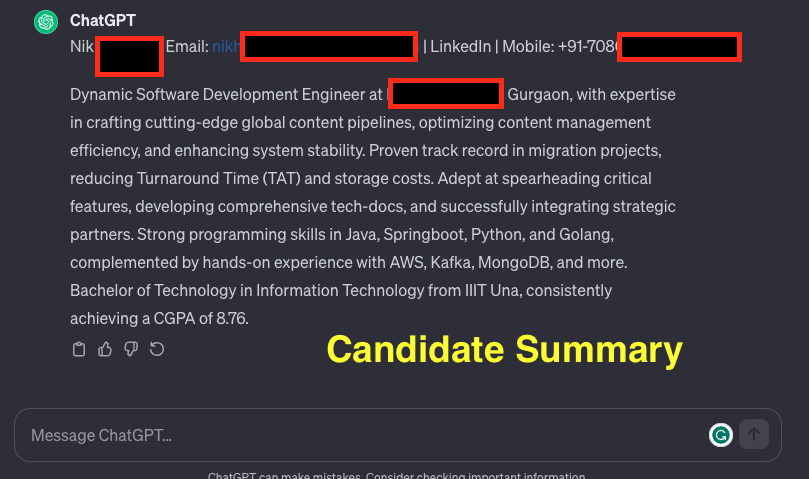 ChatGPT
Nik Email: nikh | LinkedIn | Mobile: +91-708
Dynamic Software Development Engineer at Gurgaon, with expertise
in crafting cutting-edge global content pipelines, optimizing content management
efficiency, and enhancing system stability. Proven track record in migration projects,
reducing Turnaround Time (TAT) and storage costs. Adept at spearheading critical
features, developing comprehensive tech-docs, and successfully integrating strategic
partners. Strong programming skills in Java, Springboot, Python, and Golang,
complemented by hands-on experience with AWS, Kafka, MongoDB, and more.
Bachelor of Technology in Information Technology from IIIT Una, consistently
achieving a CGPA of 8.76.
Candidate Summary
Message ChatGPT...
ChatGPT can make mistakes. Consider checking important information.